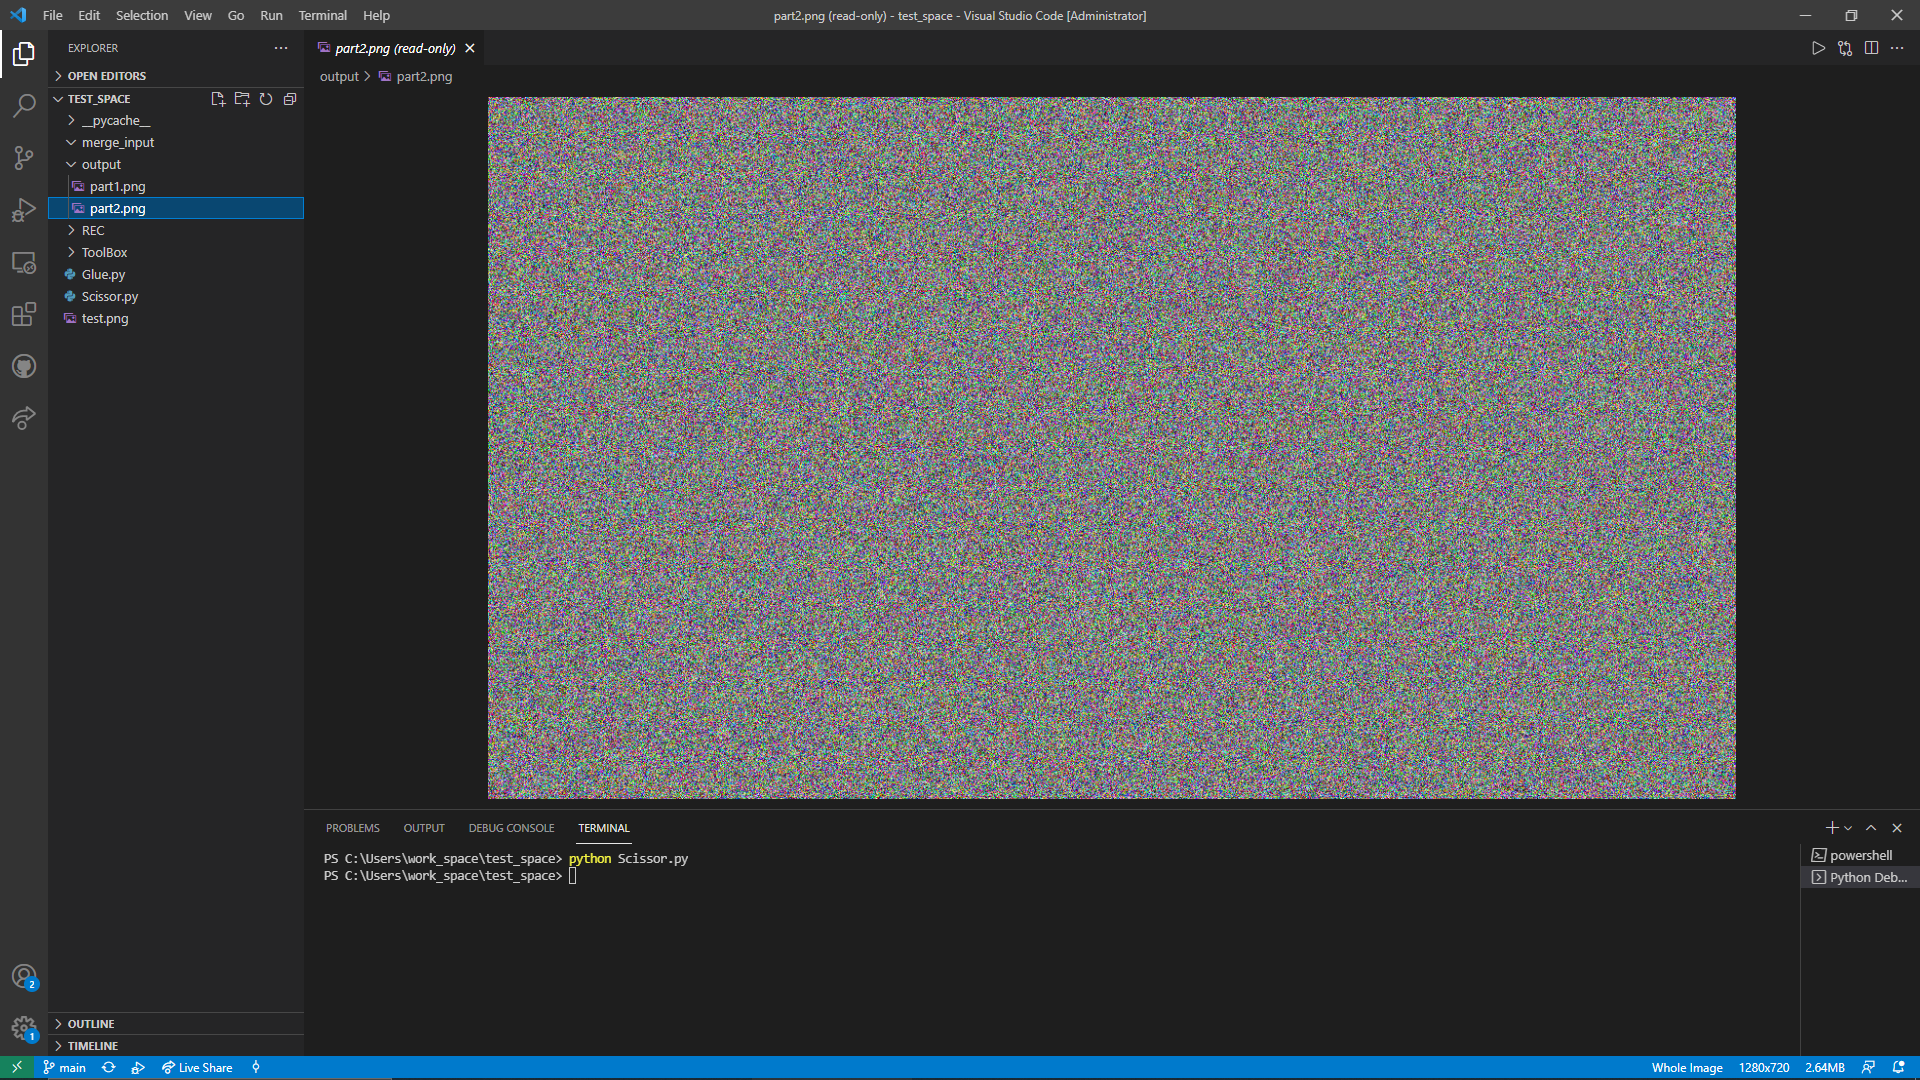 File Edit Selection View Go Run Terminal Help
part2.png (read-only) - test_space - Visual Studio Code [Administrator]
EXPLORER
OPEN EDITORS
TEST_SPACE
__pycache__
merge_input
output
part1.png
part2.png
REC
ToolBox
Glue.py
Scissor.py
test.png
OUTLINE
TIMELINE
part2.png (read-only)
output > part2.png
PROBLEMS OUTPUT DEBUG CONSOLE TERMINAL
PS C:\Users\work_space\test_space> python Scissor.py
PS C:\Users\work_space\test_space>
powershell
Python Deb...
2
1
main Live Share Whole Image 1280x720 2.64MB